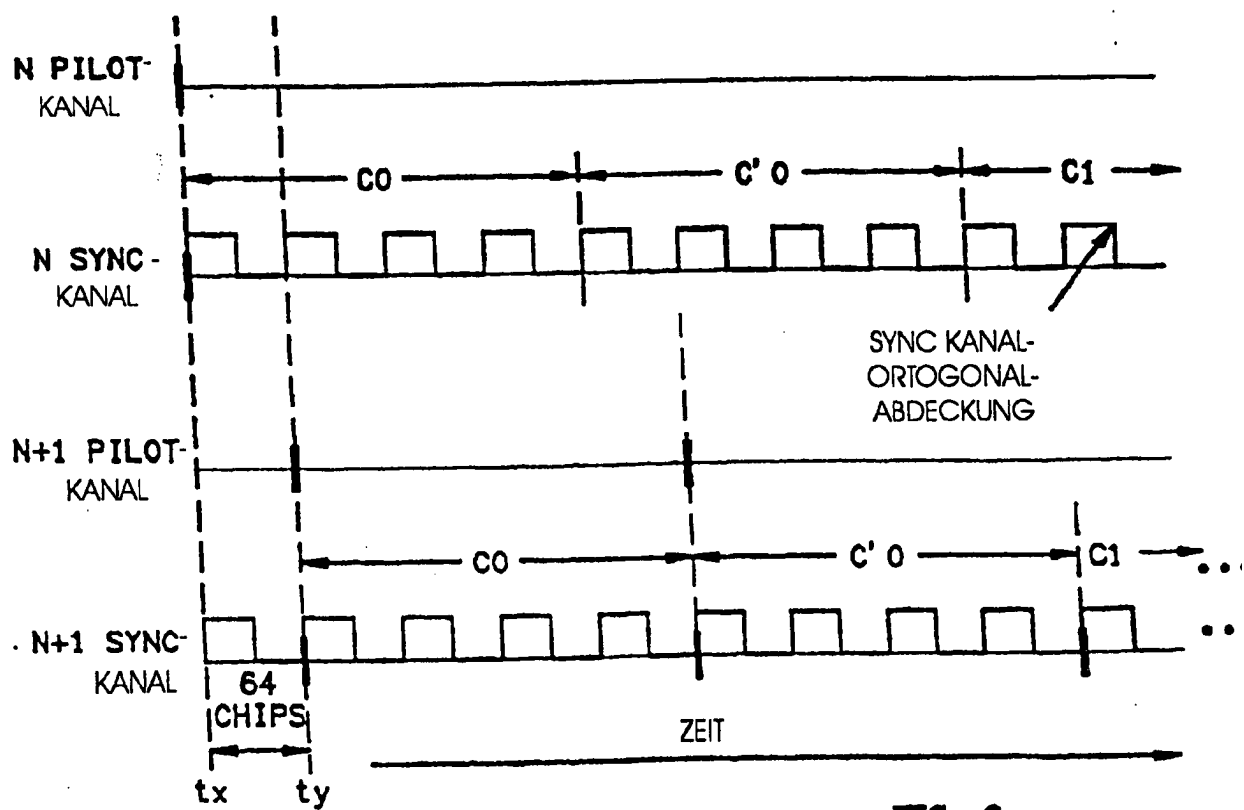 N PILOT-
KANAL
C0 C'0 C1
N SYNC-
KANAL
SYNC KANAL-
ORTOGONAL-
ABDECKUNG
N+1 PILOT-
KANAL
C0 C'0 C1
...
N+1 SYNC-
KANAL
..
64
CHIPS
ZEIT
tx ty